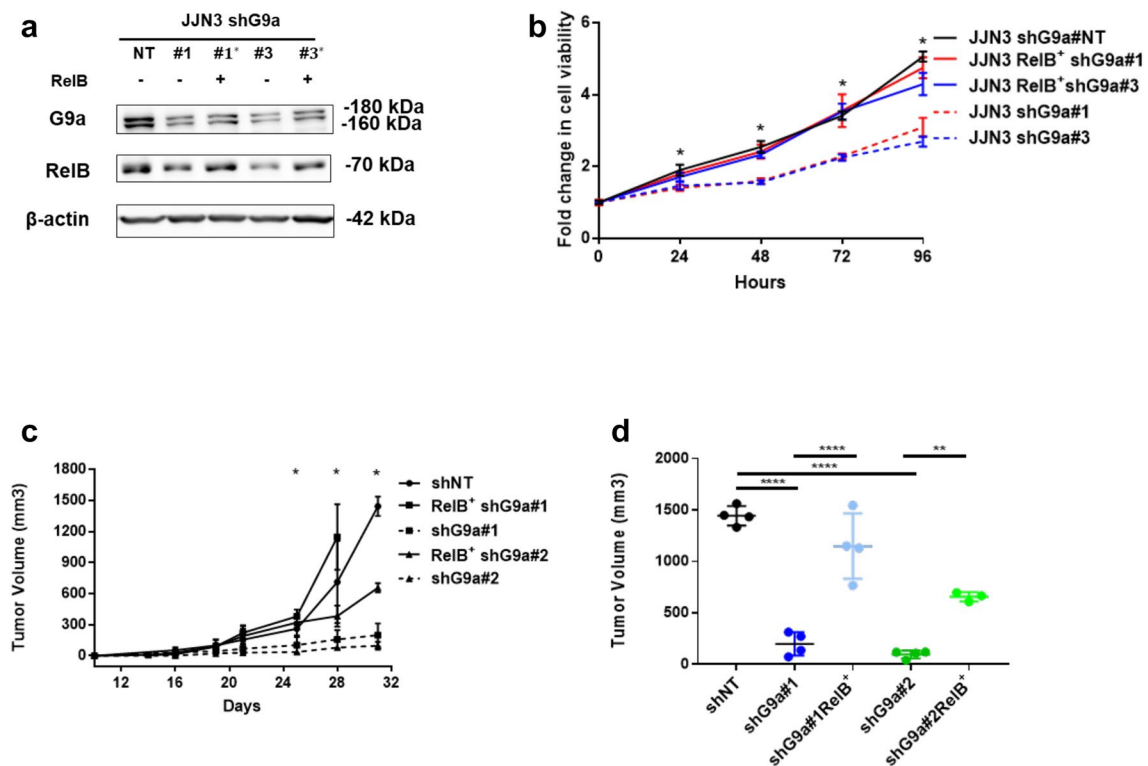 a
JJN3 shG9a
NT #1 #1* #3 #3*
RelB - - + - +
G9a
-180 kDa
-160 kDa
RelB
-70 kDa
β-actin
-42 kDa
b
Fold change in cell viability
6
4
2
0
0 24 48 72 96
Hours
* * * *
JJN3 shG9a#NT
JJN3 RelB+ shG9a#1
JJN3 RelB+shG9a#3
JJN3 shG9a#1
JJN3 shG9a#3
c
Tumor Volume (mm3)
1800
1500
1200
900
600
300
0
12 16 20 24 28 32
Days
* * *
shNT
RelB+ shG9a#1
shG9a#1
RelB+ shG9a#2
shG9a#2
d
Tumor Volume (mm3)
2000
1500
1000
500
0
**** **
****
****
shNT
shG9a#1
shG9a#1RelB+
shG9a#2
shG9a#2RelB+